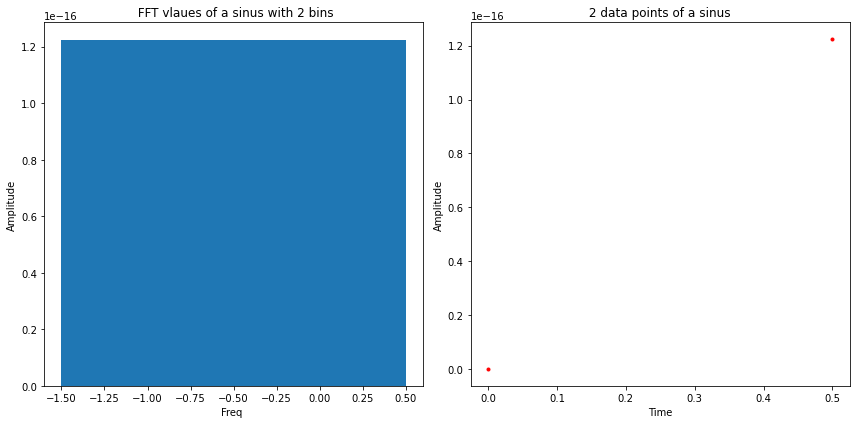 FFT vlaues of a sinus with 2 bins
1e−16
1.2
1.0
0.8
0.6
0.4
0.2
0.0
Amplitude
−1.50 −1.25 −1.00 −0.75 −0.50 −0.25 0.00 0.25 0.50
Freq
2 data points of a sinus
1e−16
1.2
1.0
0.8
0.6
0.4
0.2
0.0
Amplitude
0.0 0.1 0.2 0.3 0.4 0.5
Time